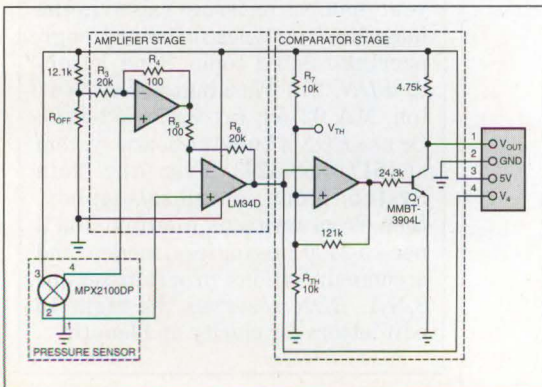 AMPLIFIER STAGE
COMPARATOR STAGE
12.1k
R3
20k
R4
100
R5
100
R6
20k
ROFF
LM34D
R7
10k
VTH
4.75k
24.3k
Q1
MMBT-
3904L
121k
RTH
10k
1
2
3
4
VOUT
GND
5V
V4
3
4
MPX2100DP
2
1
PRESSURE SENSOR